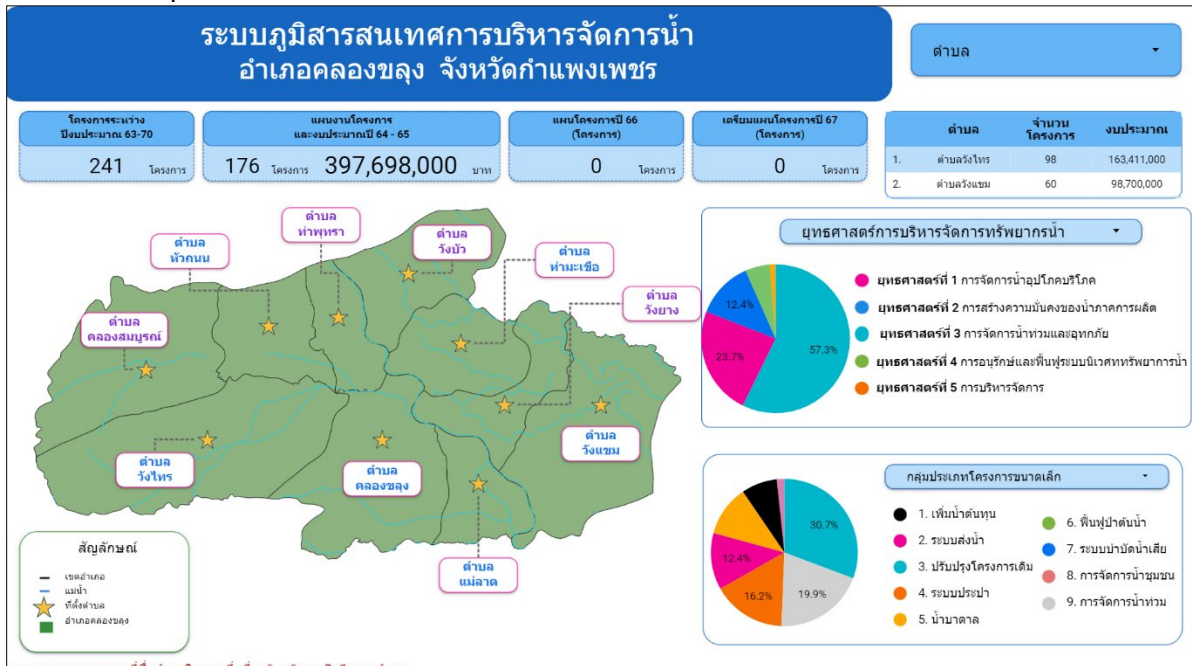 ระบบภูมิสารสนเทศการบริหารจัดการน้ำ
อำเภอคลองขลุง จังหวัดกำแพงเพชร
ตำบล
โครงการระหว่าง
ปีงบประมาณ 63-70
241 โครงการ
แผนงานโครงการ
และงบประมาณปี 64 - 65
176 โครงการ 397,698,000 บาท
แผนโครงการปี 66
(โครงการ)
0 โครงการ
เตรียมแผนโครงการปี 67
(โครงการ)
0 โครงการ
ตำบล จำนวน โครงการ งบประมาณ
1. ตำบลวังไทร 98 163,411,000
2. ตำบลวังแขม 60 98,700,000
ตำบล
ท่าพุทรา
ตำบล
วังบัว
ตำบล
หัวถนน
ตำบล
ท่ามะเขือ
ตำบล
วังยาง
ตำบล
คลองสมบูรณ์
ตำบล
วังแขม
ตำบล
วังไทร
ตำบล
คลองขลุง
ตำบล
แม่ลาด
สัญลักษณ์
เขตอำเภอ
แม่น้ำ
ที่ตั้งตำบล
อำเภอคลองขลุง
ยุทธศาสตร์การบริหารจัดการทรัพยากรน้ำ
12.4%
23.7%
57.3%
ยุทธศาสตร์ที่ 1 การจัดการน้ำอุปโภคบริโภค
ยุทธศาสตร์ที่ 2 การสร้างความมั่นคงของน้ำภาคการผลิต
ยุทธศาสตร์ที่ 3 การจัดการน้ำท่วมและอุทกภัย
ยุทธศาสตร์ที่ 4 การอนุรักษ์และฟื้นฟูระบบนิเวศททรัพยาการน้ำ
ยุทธศาสตร์ที่ 5 การบริหารจัดการ
กลุ่มประเภทโครงการขนาดเล็ก
30.7%
12.4%
16.2%
19.9%
1. เพิ่มน้ำต้นทุน
2. ระบบส่งน้ำ
3. ปรับปรุงโครงการเดิม
4. ระบบประปา
5. น้ำบาดาล
6. ฟื้นฟูป่าต้นน้ำ
7. ระบบบำบัดน้ำเสีย
8. การจัดการน้ำชุมชน
9. การจัดการน้ำท่วม